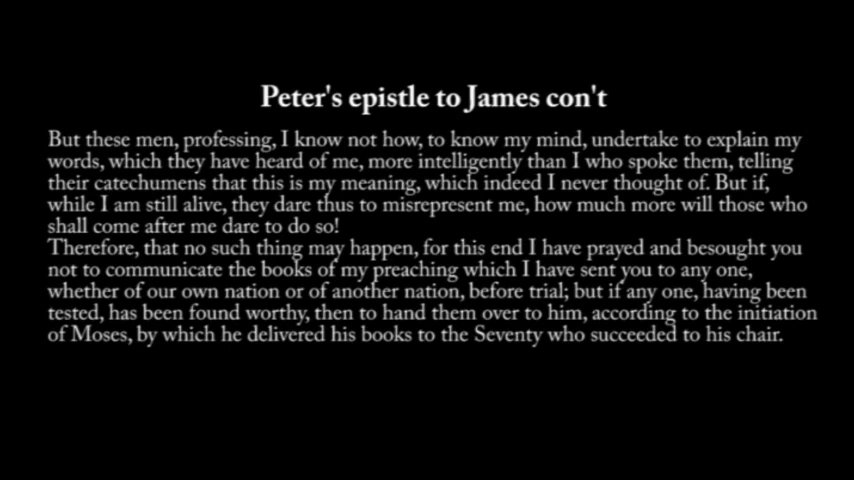 Peter's epistle to James con't
But these men, professing, I know not how, to know my mind, undertake to explain my
words, which they have heard of me, more intelligently than I who spoke them, telling
their catechumens that this is my meaning, which indeed I never thought of. But if,
while I am still alive, they dare thus to misrepresent me, how much more will those who
shall come after me dare to do so!
Therefore, that no such thing may happen, for this end I have prayed and besought you
not to communicate the books of my preaching which I have sent you to any one,
whether of our own nation or of another nation, before trial; but if any one, having been
tested, has been found worthy, then to hand them over to him, according to the initiation
of Moses, by which he delivered his books to the Seventy who succeeded to his chair.